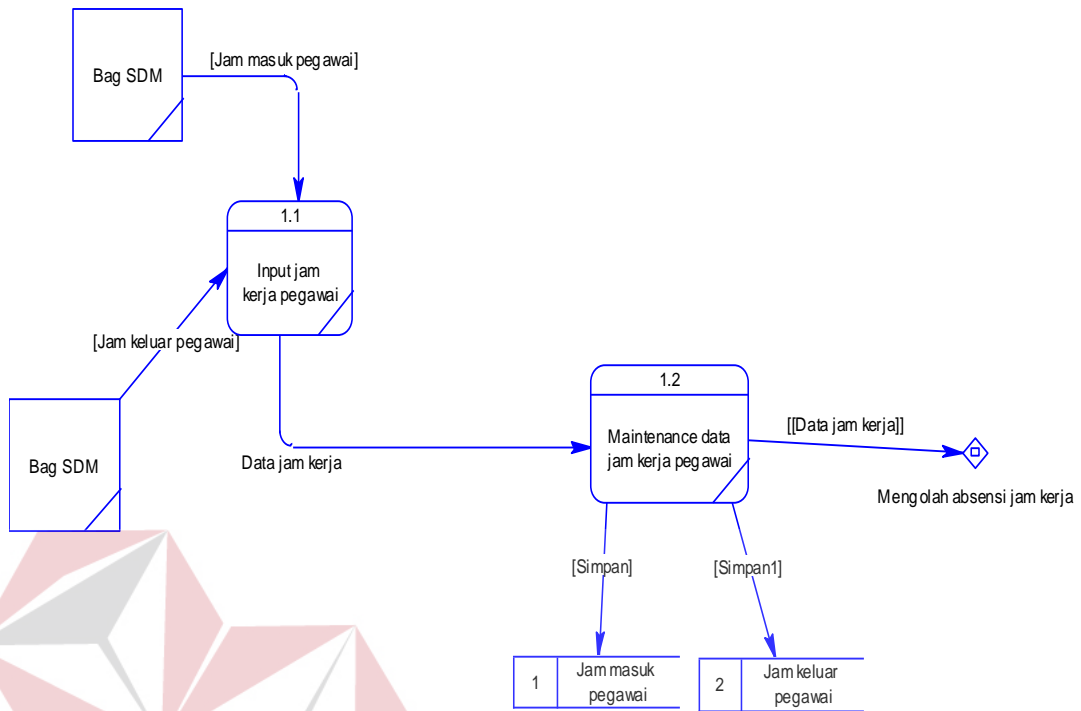 [Jam masuk pegawai]
Bag SDM
1.1
Input jam
kerja pegawai
[Jam keluar pegawai]
Bag SDM
Data jam kerja
1.2
Maintenance data
jam kerja pegawai
[[Data jam kerja]]
Mengolah absensi jam kerja
[Simpan]
[Simpan1]
1
Jam masuk
pegawai
2
Jam keluar
pegawai